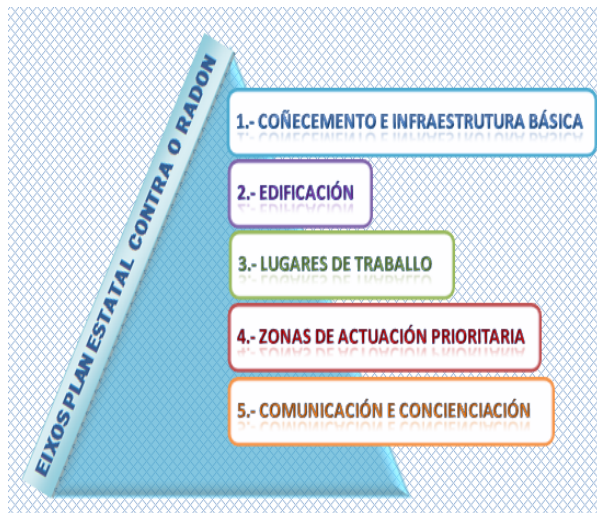 EIXOS PLAN ESTATAL CONTRA O RADON
1.- COÑECEMENTO E INFRAESTRUTURA BÁSICA
2.- EDIFICACIÓN
3.- LUGARES DE TRABALLO
4.- ZONAS DE ACTUACIÓN PRIORITARIA
5.- COMUNICACIÓN E CONCIENCIACIÓN